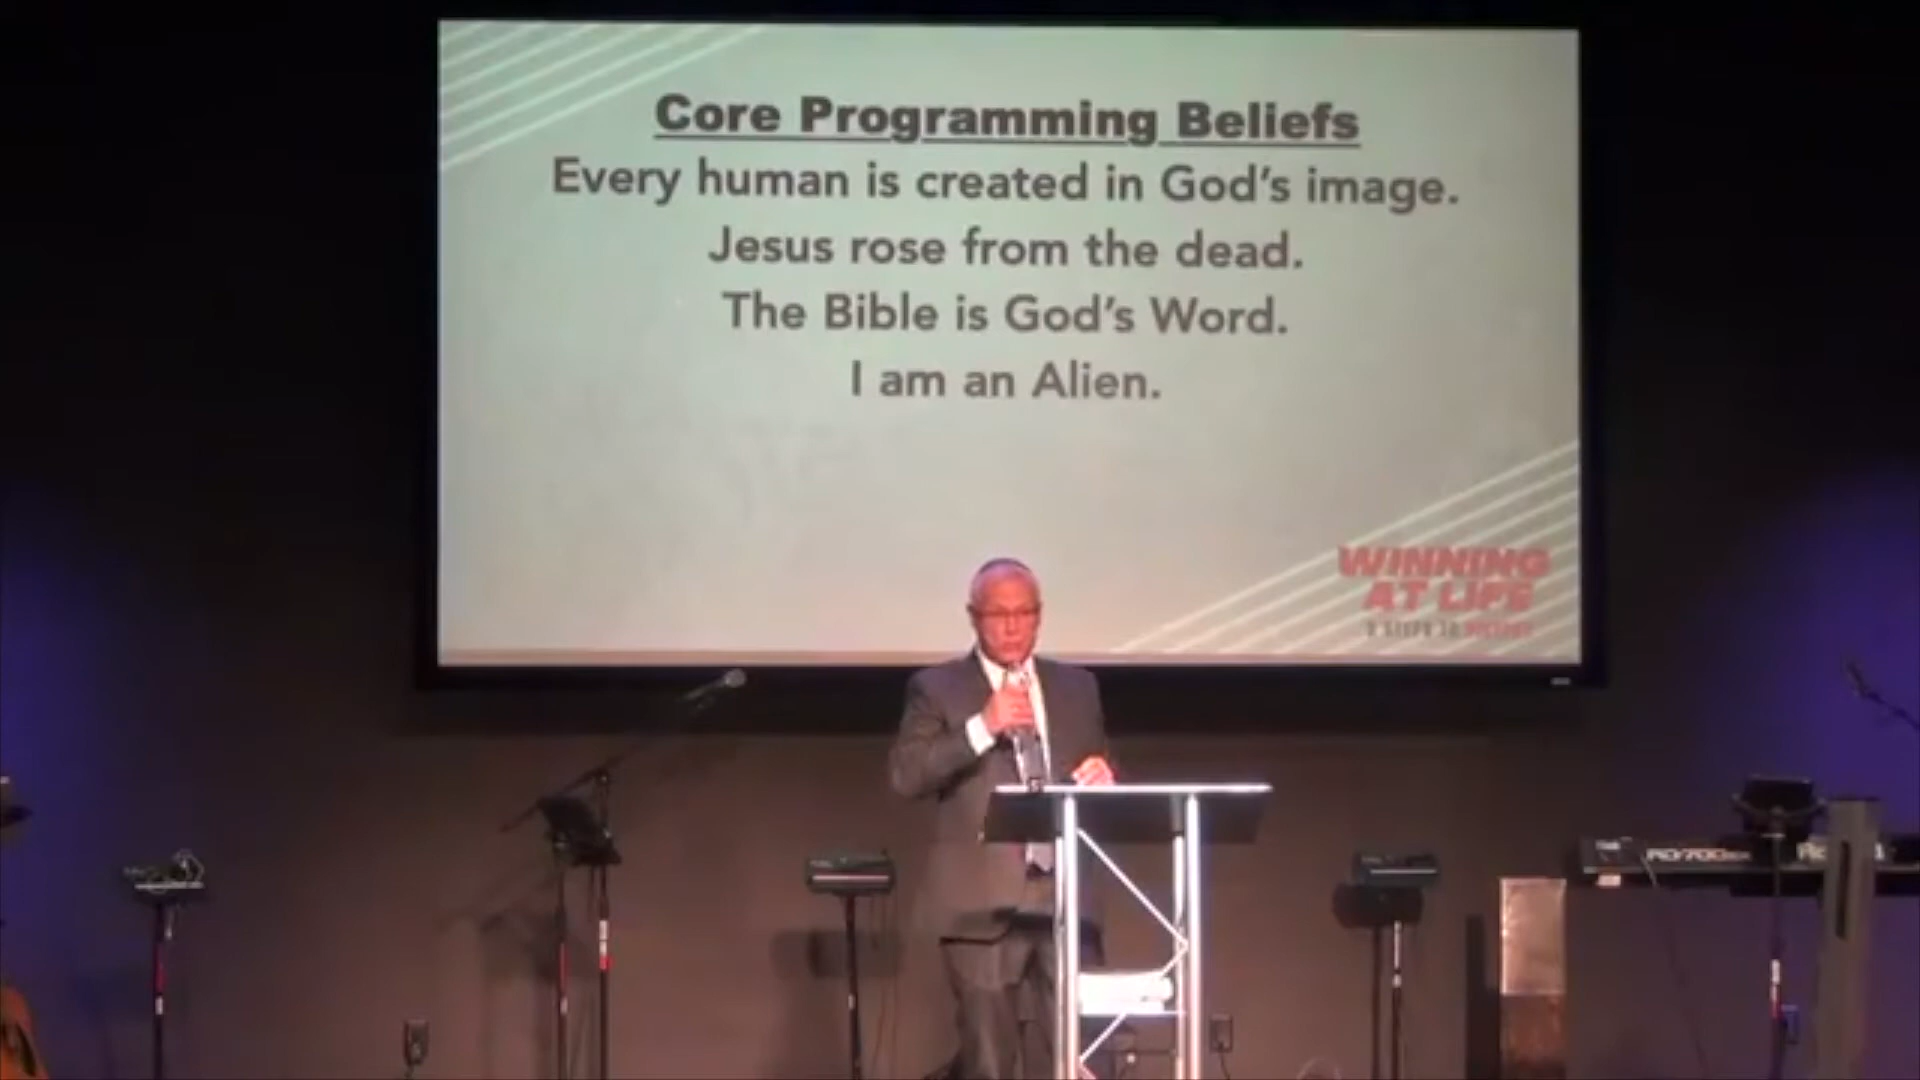 Core Programming Beliefs
Every human is created in God's image.
Jesus rose from the dead.
The Bible is God's Word.
I am an Alien.
WINNING
AT LIFE